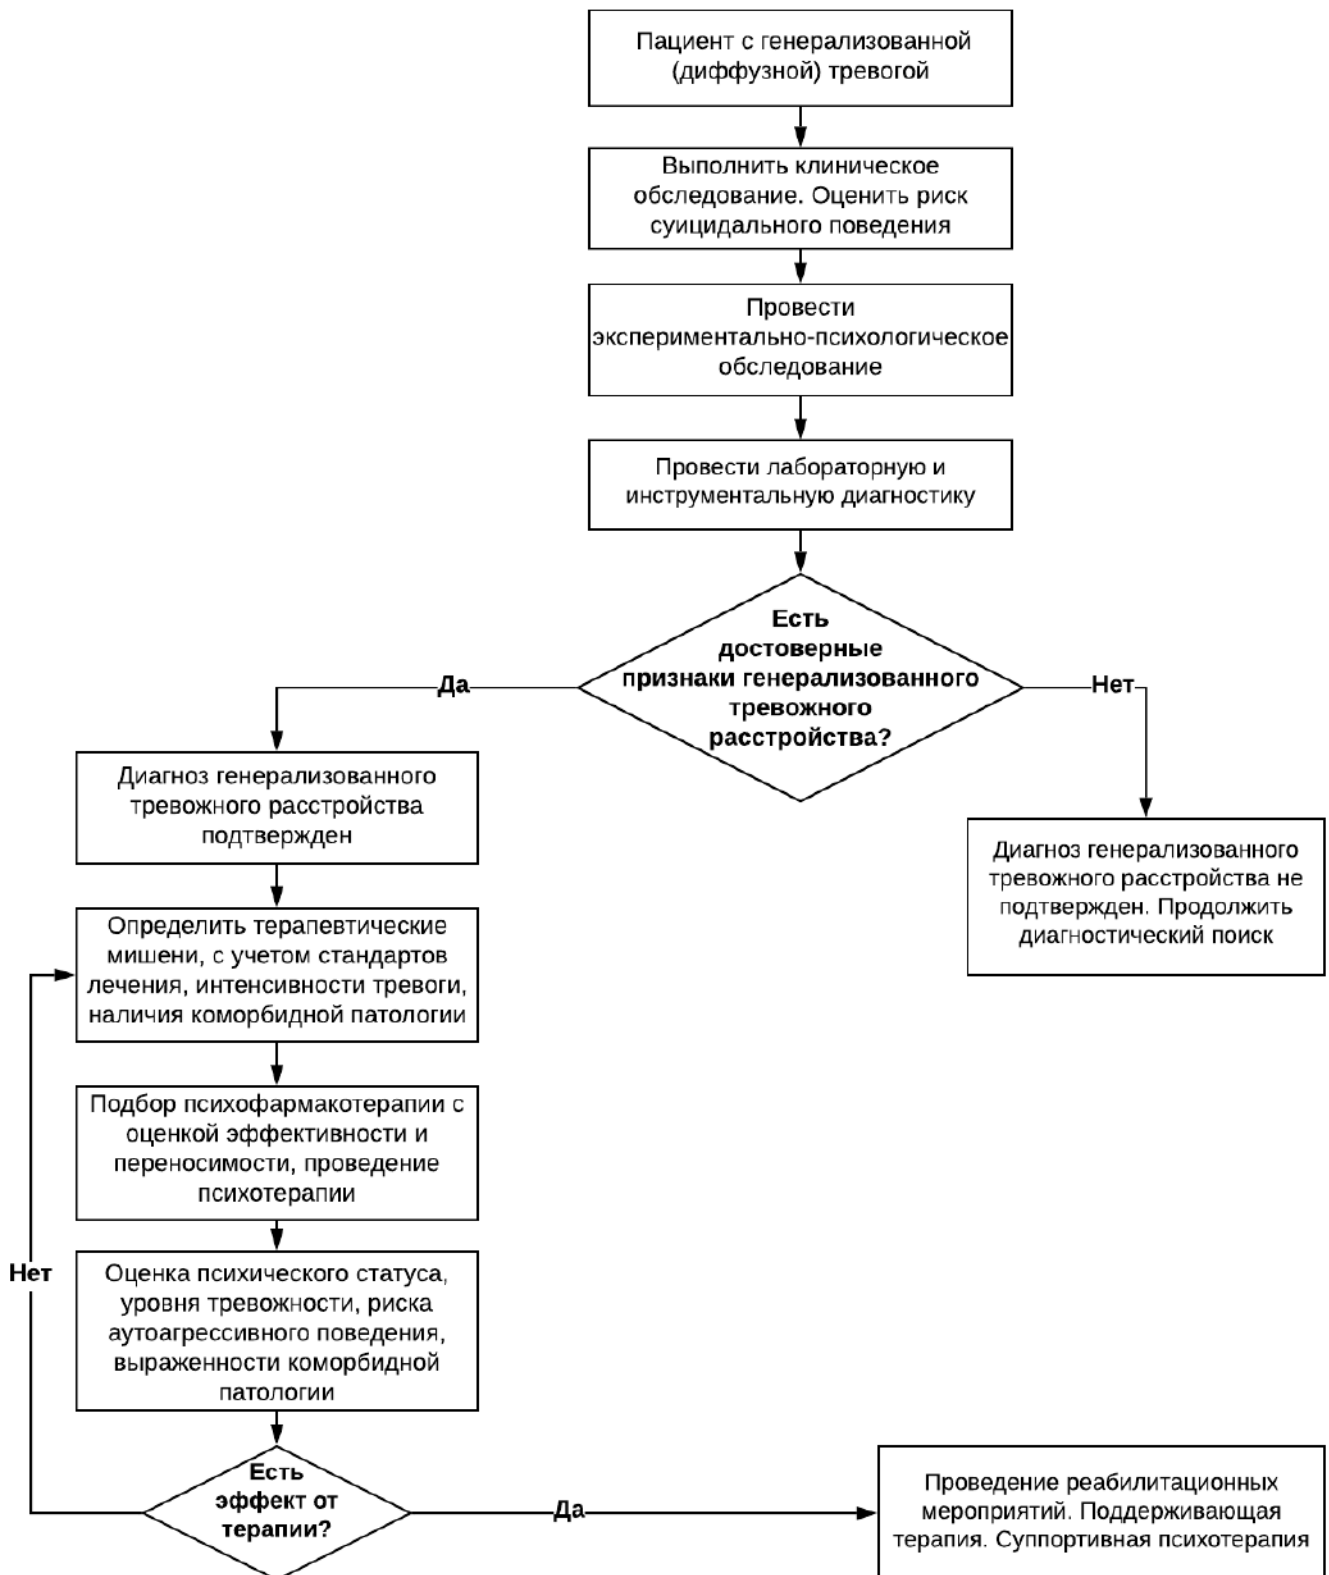 Пациент с генерализованной
(диффузной) тревогой
Выполнить клиническое
обследование. Оценить риск
суицидального поведения
Провести
экспериментально-психологическое
обследование
Провести лабораторную и
инструментальную диагностику
Есть
достоверные
признаки генерализованного
тревожного
расстройства?
Да
Нет
Диагноз генерализованного
тревожного расстройства
подтвержден
Диагноз генерализованного
тревожного расстройства не
подтвержден. Продолжить
диагностический поиск
Определить терапевтические
мишени, с учетом стандартов
лечения, интенсивности тревоги,
наличия коморбидной патологии
Подбор психофармакотерапии с
оценкой эффективности и
переносимости, проведение
психотерапии
Оценка психического статуса,
уровня тревожности, риска
аутоагрессивного поведения,
выраженности коморбидной
патологии
Нет
Есть
эффект от
терапии?
Да
Проведение реабилитационных
мероприятий. Поддерживающая
терапия. Суппортивная психотерапия